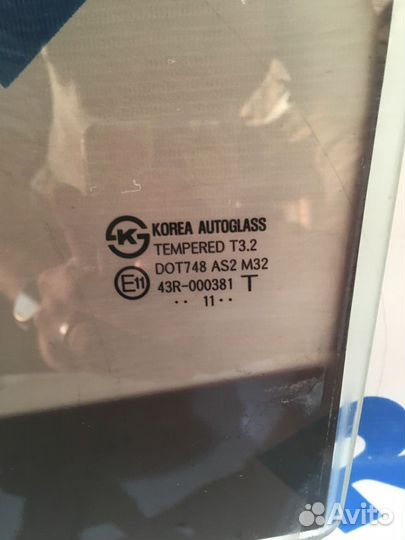 KOREA AUTOGLASS
TEMPERED T3.2
DOT748 AS2 M32
E11 43R-000381 T
·· 11 ··
Avito